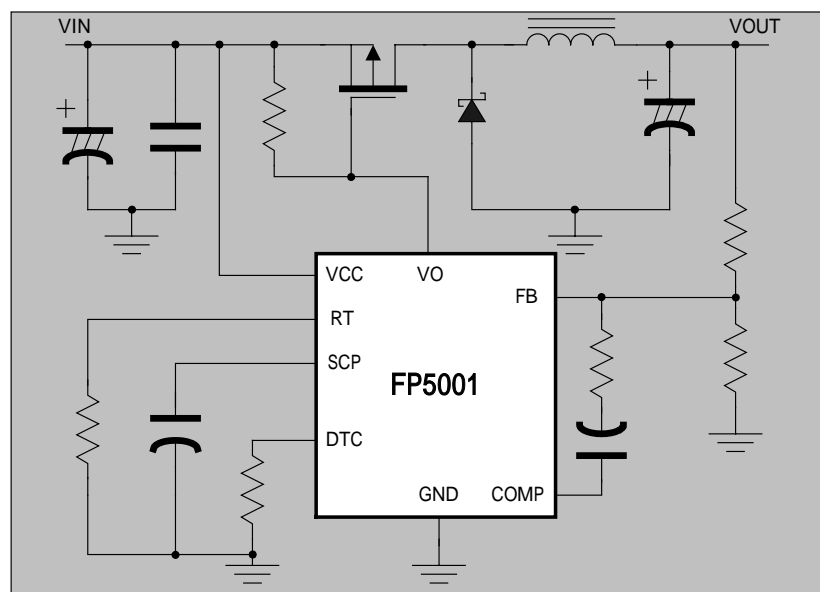 VIN
VOUT
+
+
VCC
VO
FB
RT
SCP
FP5001
DTC
GND
COMP